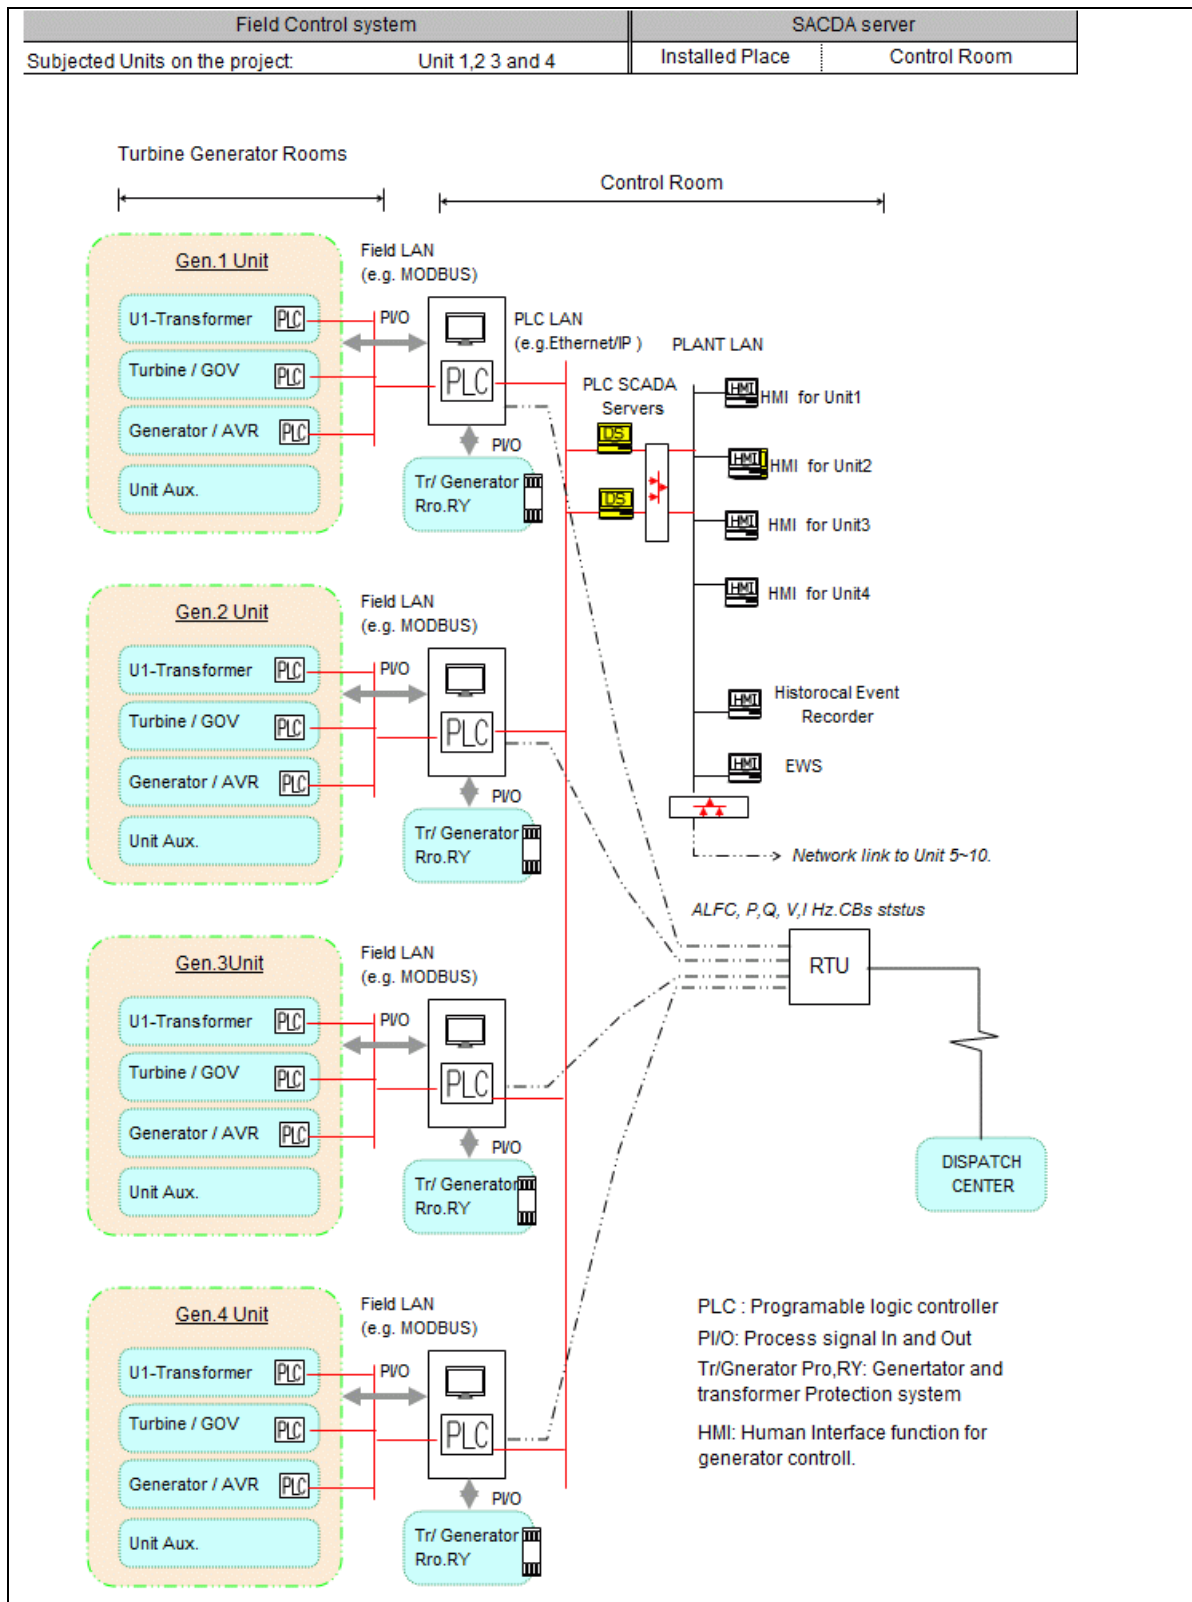 Field Control system
SACDA server
Subjected Units on the project:
Unit 1,2 3 and 4
Installed Place
Control Room
Turbine Generator Rooms
Control Room
Gen.1 Unit
Field LAN
(e.g. MODBUS)
U1-Transformer
PLC
PI/O
PLC LAN
(e.g.Ethernet/IP )
PLANT LAN
Turbine / GOV
PLC
PLC
PLC SCADA
Servers
HMI
HMI for Unit1
Generator / AVR
PLC
PI/O
DS
HMI
HMI for Unit2
Unit Aux.
Tr/ Generator
Rro.RY
DS
HMI
HMI for Unit3
HMI
HMI for Unit4
Gen.2 Unit
Field LAN
(e.g. MODBUS)
U1-Transformer
PLC
PI/O
Turbine / GOV
PLC
PLC
HMI
Historocal Event
Recorder
Generator / AVR
PLC
PI/O
HMI
EWS
Unit Aux.
Tr/ Generator
Rro.RY
Network link to Unit 5~10.
ALFC, P,Q, V,I Hz.CBs ststus
RTU
Gen.3Unit
Field LAN
(e.g. MODBUS)
U1-Transformer
PLC
PI/O
Turbine / GOV
PLC
PLC
Generator / AVR
PLC
PI/O
Unit Aux.
Tr/ Generator
Rro.RY
DISPATCH
CENTER
Gen.4 Unit
Field LAN
(e.g. MODBUS)
U1-Transformer
PLC
PI/O
Turbine / GOV
PLC
PLC
Generator / AVR
PLC
PI/O
Unit Aux.
Tr/ Generator
Rro.RY
PLC : Programable logic controller
PI/O: Process signal In and Out
Tr/Gnerator Pro,RY: Genertator and
transformer Protection system
HMI: Human Interface function for
generator controll.